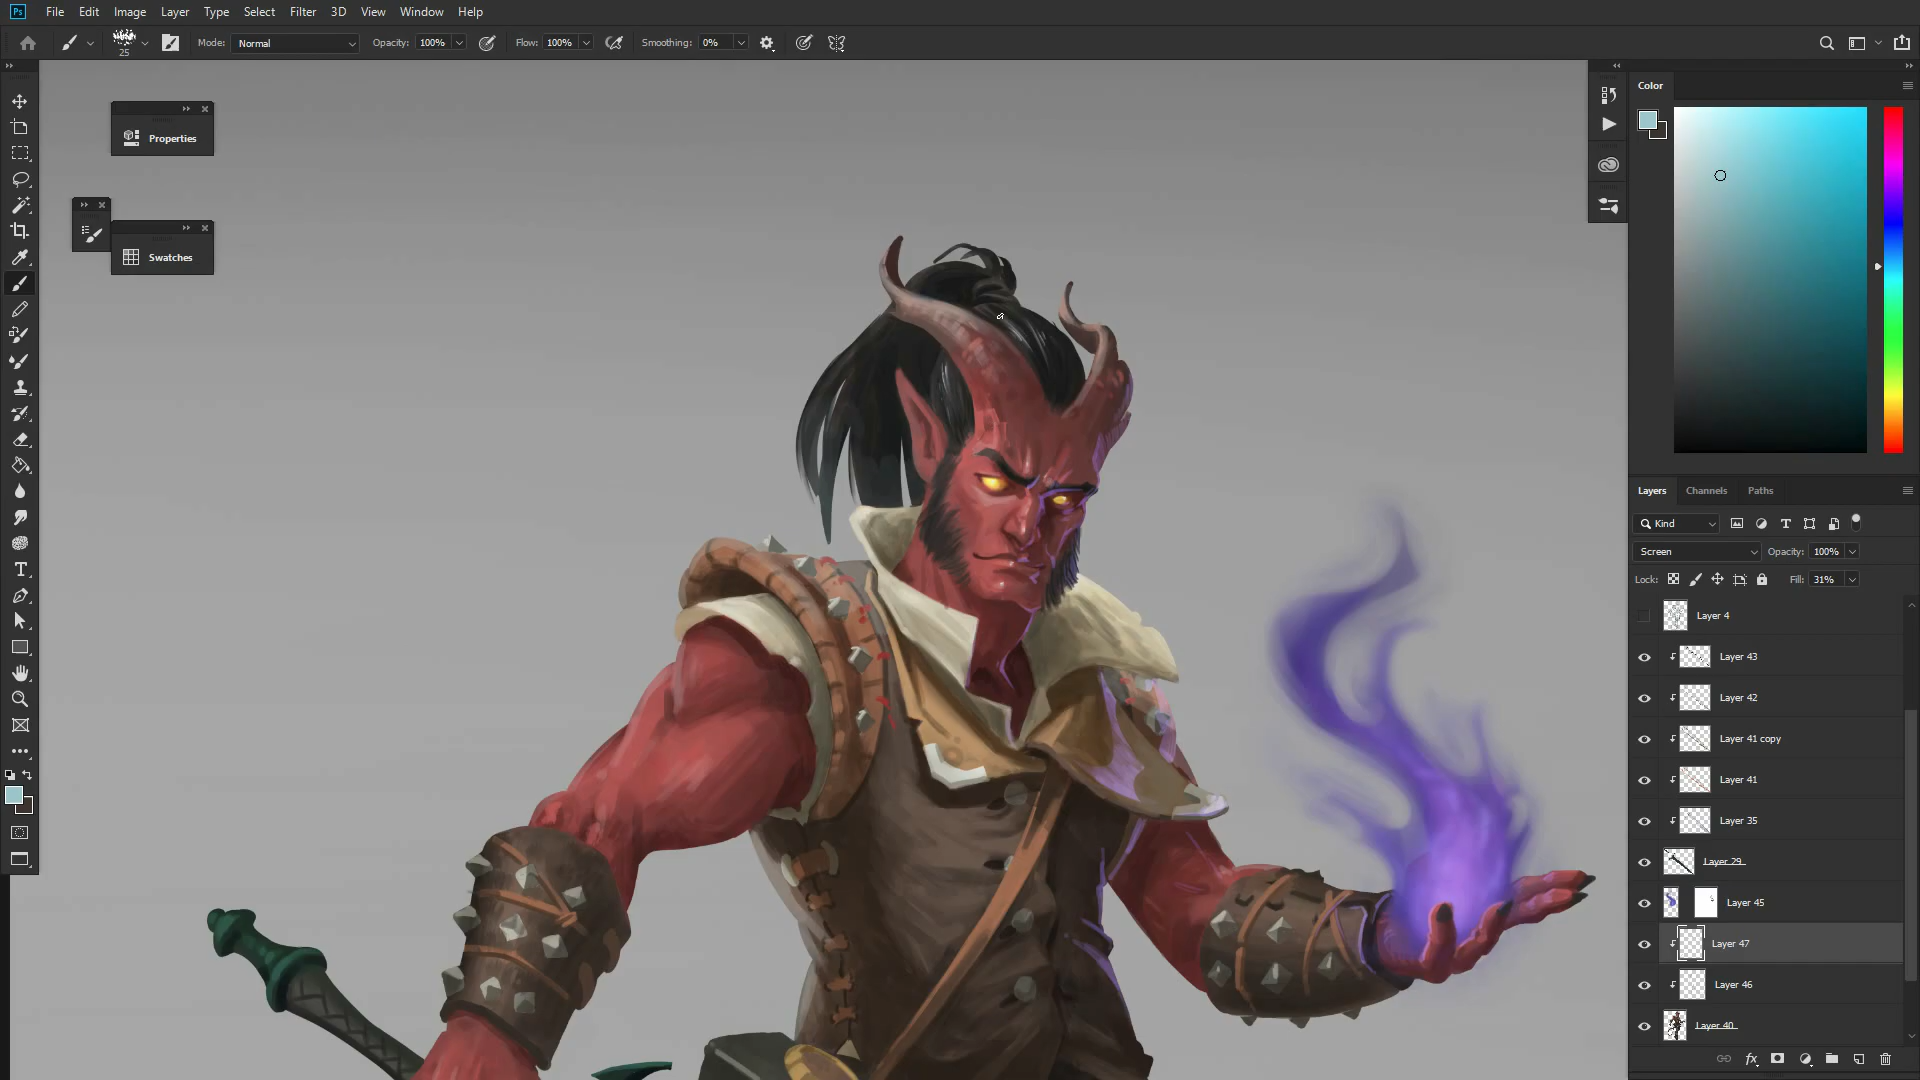 Ps File Edit Image Layer Type Select Filter 3D View Window Help
25 Mode: Normal Opacity: 100% Flow: 100% Smoothing: 0%
Properties
Swatches
Color
Layers Channels Paths
Kind
Screen Opacity: 100%
Lock: Fill: 31%
Layer 4
Layer 43
Layer 42
Layer 41 copy
Layer 41
Layer 35
Layer 29
Layer 45
Layer 47
Layer 46
Layer 40
fx